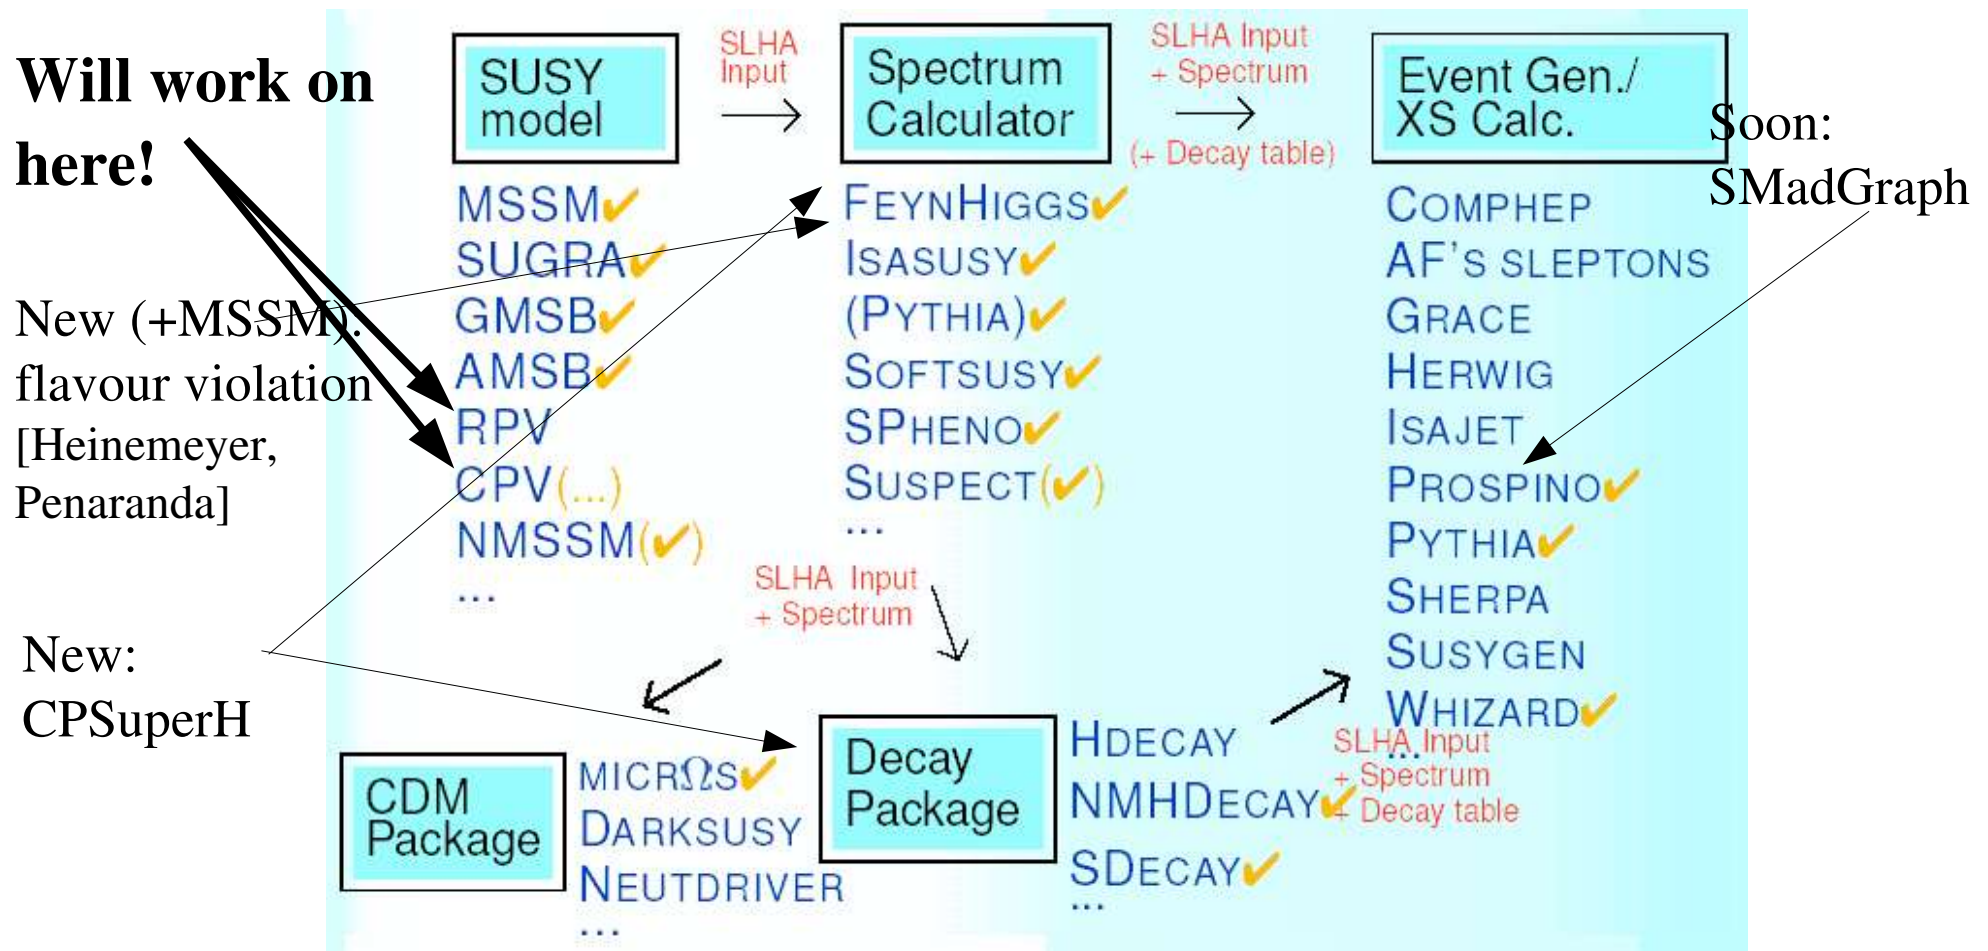 Will work on
here!
New (+MSSM):
flavour violation
[Heinemeyer,
Penaranda]
New:
CPSuperH
SUSY
model
MSSM✔
SUGRA✔
GMSB✔
AMSB✔
RPV
CPV(...)
NMSSM(✔)
...
SLHA
Input
Spectrum
Calculator
FEYNHIGGS✔
ISASUSY✔
(PYTHIA)✔
SOFTSUSY✔
SPHENO✔
SUSPECT(✔)
...
SLHA Input
+ Spectrum
(+ Decay table)
Event Gen./
XS Calc.
Soon:
SMadGraph
COMPHEP
AF'S SLEPTONS
GRACE
HERWIG
ISAJET
PROSPINO✔
PYTHIA✔
SHERPA
SUSYGEN
WHIZARD✔
...
SLHA Input
+ Spectrum
CDM
Package
MICRΩS✔
DARKSUSY
NEUTDRIVER
...
Decay
Package
HDECAY
NMHDECAY✔
SDECAY✔
...
SLHA Input
+ Spectrum
+ Decay table